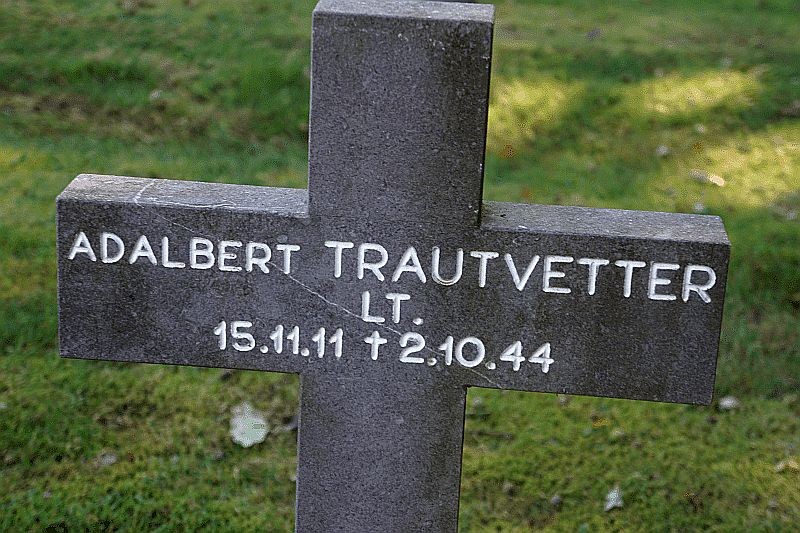 ADALBERT TRAUTVETTER
LT.
15.11.11 † 2.10.44